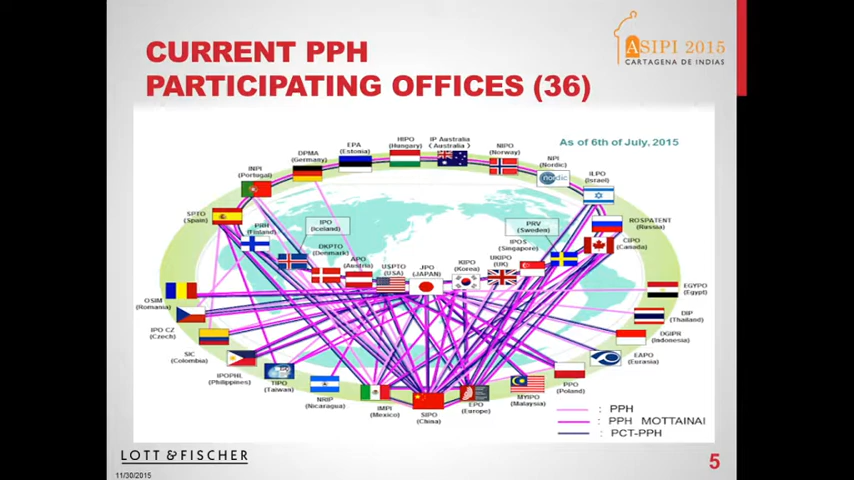 CURRENT PPH
PARTICIPATING OFFICES (36)
ASIPI 2015
CARTAGENA DE INDIAS
As of 6th of July, 2015
HIPO
(Hungary)
IP Australia
(Australia)
EPA
(Estonia)
NIPO
(Norway)
DPMA
(Germany)
NPI
(Nordic)
nordic
INPI
(Portugal)
ILPO
(Israel)
SPTO
(Spain)
PRH
(Finland)
IPO
(Iceland)
PRV
(Sweden)
ROSPATENT
(Russia)
DKPTO
(Denmark)
IPOS
(Singapore)
CIPO
(Canada)
APO
(Austria)
USPTO
(USA)
JPO
(JAPAN)
KIPO
(Korea)
UKIPO
(UK)
OSIM
(Romania)
EGYPO
(Egypt)
IPO CZ
(Czech)
DIP
(Thailand)
SIC
(Colombia)
DGIPR
(Indonesia)
IPOPHL
(Philippines)
EAPO
(Eurasia)
TIPO
(Taiwan)
PPO
(Poland)
NRIP
(Nicaragua)
MYIPO
(Malaysia)
IMPI
(Mexico)
SIPO
(China)
EPO
(Europe)
: PPH
: PPH MOTTAINAI
: PCT-PPH
LOTT & FISCHER
5
11/30/2015